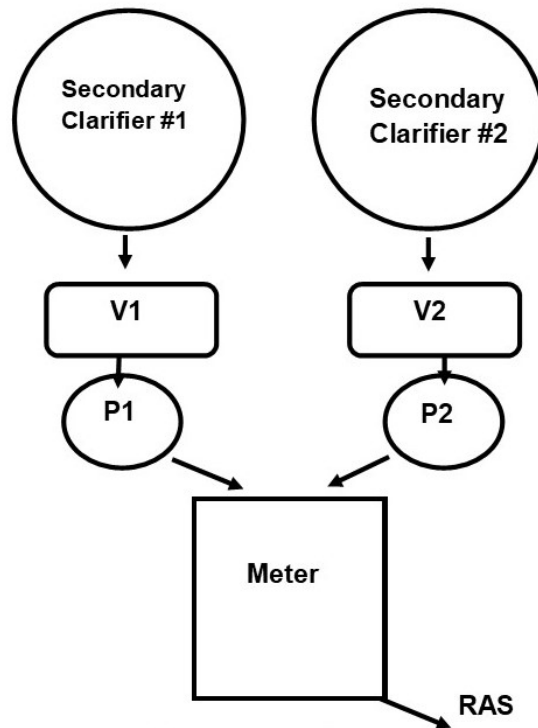 Secondary
Clarifier #1
Secondary
Clarifier #2
V1
V2
P1
P2
Meter
RAS